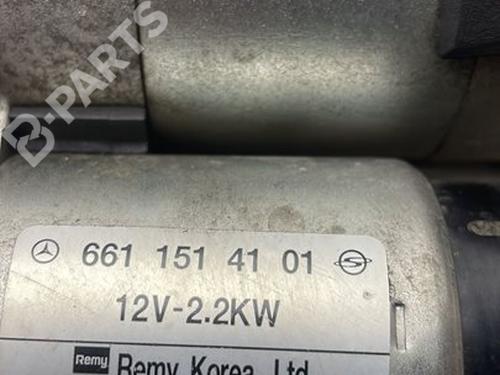 B-PARTS
661 151 41 01
12V-2.2KW
Remy Remy Korea, Ltd.